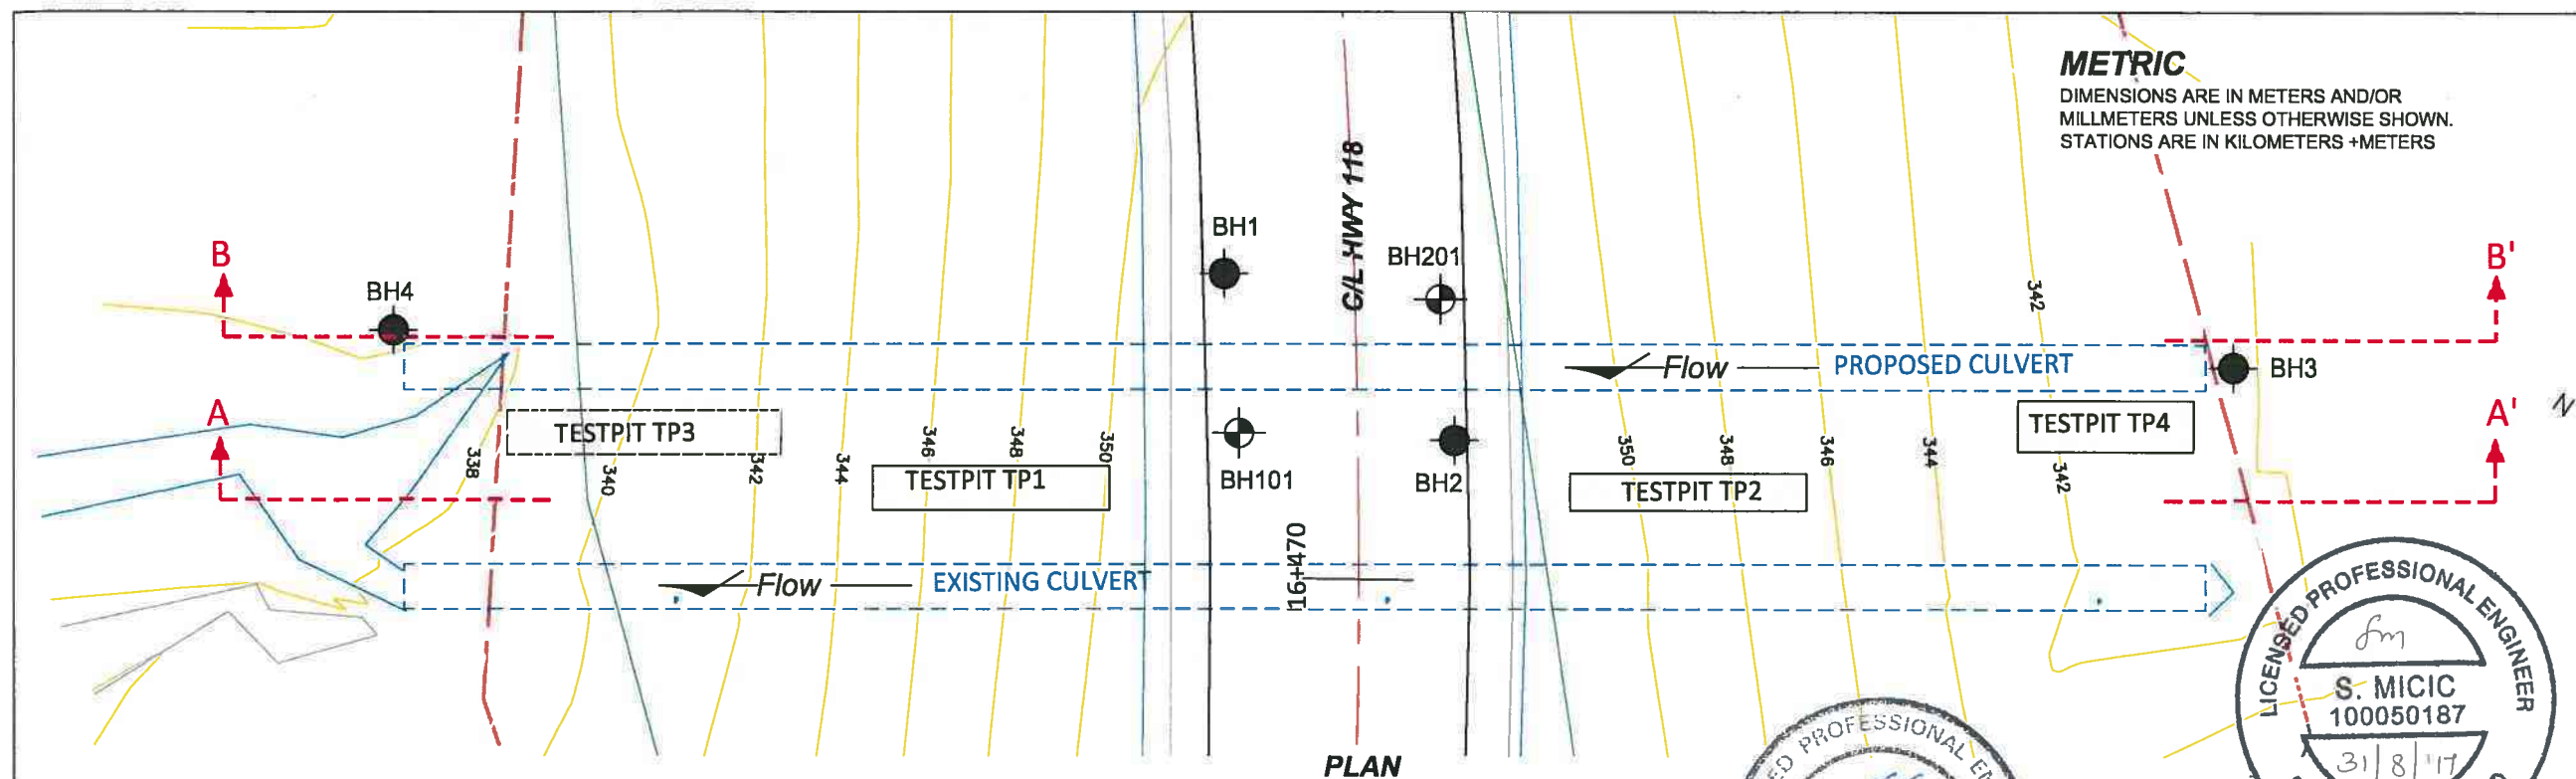 METRIC
DIMENSIONS ARE IN METERS AND/OR
MILLMETERS UNLESS OTHERWISE SHOWN.
STATIONS ARE IN KILOMETERS +METERS
C/L HWY 118
BH1
BH201
B
B'
BH4
342
Flow
PROPOSED CULVERT
BH3
A
A'
TESTPIT TP3
TESTPIT TP4
338
340
342
344
346
348
350
350
348
346
344
342
TESTPIT TP1
BH101
BH2
TESTPIT TP2
N
16+470
Flow
EXISTING CULVERT
LICENSED PROFESSIONAL ENGINEER
S. MICIC
100050187
31/8/'17
PROFESSIONAL
PLAN